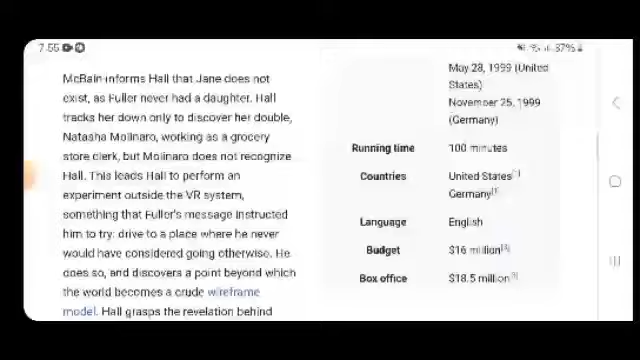 7:55
37%
McBain informs Hall that Jane does not
exist, as Fuller never had a daughter. Hall
tracks her down only to discover her double,
Natasha Molinaro, working as a grocery
store clerk, but Molinaro does not recognize
Hall. This leads Hall to perform an
experiment outside the VR system,
something that Fuller's message instructed
him to try: drive to a place where he never
would have considered going otherwise. He
does so, and discovers a point beyond which
the world becomes a crude wireframe
model. Hall grasps the revelation behind
May 28, 1999 (United
States)
November 25, 1999
(Germany)
Running time 100 minutes
Countries United States
Germany
Language English
Budget $16 million
Box office $18.5 million